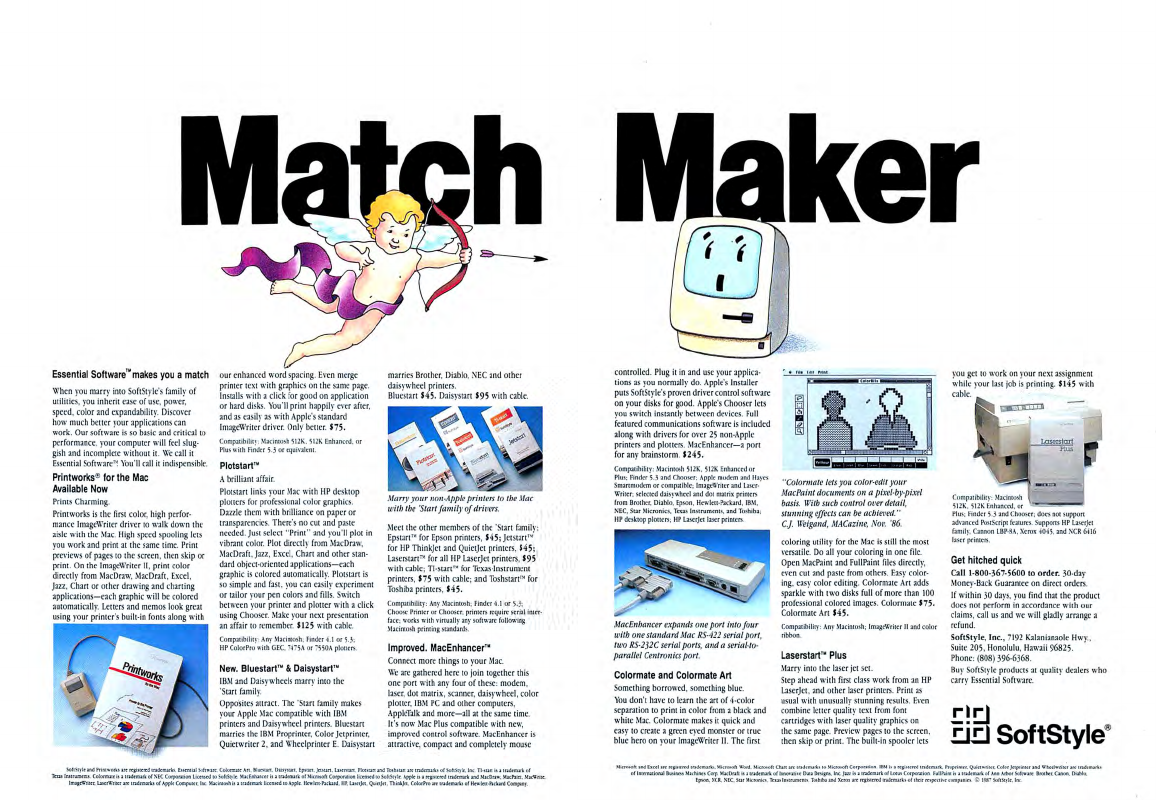 Match Maker
Essential Software™ makes you a match
When you marry into SoftStyle's family of
utilities, you inherit ease of use, power,
speed, color and expandability. Discover
how much better your applications can
work. Our software is so basic and critical to
performance, your computer will feel slug-
gish and incomplete without it. We call it
Essential Software™ You'll call it indispensible.
Printworks® for the Mac
Available Now
Prints Charming.
Printworks is the first color, high perfor-
mance ImageWriter driver to walk down the
aisle with the Mac. High speed spooling lets
you work and print at the same time. Print
previews of pages to the screen, then skip or
print. On the ImageWriter II, print color
directly from MacDraw, MacDraft, Excel,
Jazz, Chart or other drawing and charting
applications—each graphic will be colored
automatically. Letters and memos look great
using your printer's built-in fonts along with
Printworks
our enhanced word spacing. Even merge
printer text with graphics on the same page.
Installs with a click for good on application
or hard disks. You'll print happily ever after,
and as easily as with Apple's standard
ImageWriter driver. Only better. $75.
Compatibility: Macintosh 512K, 512K Enhanced, or
Plus with Finder 5.3 or equivalent.
Plotstart™
A brilliant affair.
Plotstart links your Mac with HP desktop
plotters for professional color graphics.
Dazzle them with brilliance on paper or
transparencies. There's no cut and paste
needed. Just select "Print" and you'll plot in
vibrant color. Plot directly from MacDraw,
MacDraft, Jazz, Excel, Chart and other stan-
dard object-oriented applications—each
graphic is colored automatically. Plotstart is
so simple and fast, you can easily experiment
or tailor your pen colors and fills. Switch
between your printer and plotter with a click
using Chooser. Make your next presentation
an affair to remember. $125 with cable.
Compatibility: Any Macintosh; Finder 4.1 or 5.3;
HP ColorPro with GEC, 7475A or 7550A plotters.
New. Bluestart™ & Daisystart™
IBM and Daisywheels marry into the
'Start family.
Opposites attract. The 'Start family makes
your Apple Mac compatible with IBM
printers and Daisywheel printers. Bluestart
marries the IBM Proprinter, Color Jetprinter,
Quietwriter 2, and Wheelprinter E. Daisystart
marries Brother, Diablo, NEC and other
daisywheel printers.
Bluestart $45. Daisystart $95 with cable.
Plotstart
Jetstart
Marry your non-Apple printers to the Mac
with the 'Start family of drivers.
Meet the other members of the 'Start family:
Epstart™ for Epson printers, $45; Jetstart™
for HP ThinkJet and QuietJet printers, $45;
Laserstart™ for all HP LaserJet printers, $95
with cable; TI-start™ for Texas-Instrument
printers, $75 with cable; and Toshstart™ for
Toshiba printers, $45.
Compatibility: Any Macintosh; Finder 4.1 or 5.3;
Choose Printer or Chooser, printers require serial inter-
face; works with virtually any software following
Macintosh printing standards.
Improved. MacEnhancer™
Connect more things to your Mac.
We are gathered here to join together this
one port with any four of these: modem,
laser, dot matrix, scanner, daisywheel, color
plotter, IBM PC and other computers,
AppleTalk and more—all at the same time.
It's now Mac Plus compatible with new,
improved control software. MacEnhancer is
attractive, compact and completely mouse
controlled. Plug it in and use your applica-
tions as you normally do. Apple's Installer
puts SoftStyle's proven driver control software
on your disks for good. Apple's Chooser lets
you switch instantly between devices. Full
featured communications software is included
along with drivers for over 25 non-Apple
printers and plotters. MacEnhancer—a port
for any brainstorm. $245.
Compatibility: Macintosh 512K, 512K Enhanced or
Plus; Finder 5.3 and Chooser; Apple modem and Hayes
Smartmodem or compatible; ImageWriter and Laser-
Writer; selected daisywheel and dot matrix printers
from Brother, Diablo, Epson, Hewlett-Packard, IBM,
NEC, Star Micronics, Texas Instruments, and Toshiba;
HP desktop plotters; HP LaserJet laser printers.
MacEnhancer expands one port into four
with one standard Mac RS-422 serial port,
two RS-232C serial ports, and a serial-to-
parallel Centronics port.
Colormate and Colormate Art
Something borrowed, something blue.
You don't have to learn the art of 4-color
separation to print in color from a black and
white Mac. Colormate makes it quick and
easy to create a green eyed monster or true
blue hero on your ImageWriter II. The first
File Edit Print
"Colormate lets you color-edit your
MacPaint documents on a pixel-by-pixel
basis. With such control over detail,
stunning effects can be achieved."
C.J. Weigand, MACazine, Nov. '86.
coloring utility for the Mac is still the most
versatile. Do all your coloring in one file.
Open MacPaint and FullPaint files directly,
even cut and paste from others. Easy color-
ing, easy color editing. Colormate Art adds
sparkle with two disks full of more than 100
professional colored images. Colormate $75.
Colormate Art $45.
Compatibility: Any Macintosh; ImageWriter II and color
ribbon.
Laserstart™ Plus
Marry into the laser jet set.
Step ahead with first class work from an HP
LaserJet, and other laser printers. Print as
usual with unusually stunning results. Even
combine letter quality text from font
cartridges with laser quality graphics on
the same page. Preview pages to the screen,
then skip or print. The built-in spooler lets
you get to work on your next assignment
while your last job is printing. $145 with
cable.
Laserstart
Plus
Compatibility: Macintosh
512K, 512K Enhanced, or
Plus; Finder 5.3 and Chooser; does not support
advanced PostScript features. Supports HP LaserJet
family, Cannon LBP-8A, Xerox 4045, and NCR 6416
laser printers.
Get hitched quick
Call 1-800-367-5600 to order. 30-day
Money-Back Guarantee on direct orders.
If within 30 days, you find that the product
does not perform in accordance with our
claims, call us and we will gladly arrange a
refund.
SoftStyle, Inc., 7192 Kalanianaole Hwy.,
Suite 205, Honolulu, Hawaii 96825.
Phone: (808) 396-6368.
Buy SoftStyle products at quality dealers who
carry Essential Software.
SoftStyle®
SoftStyle and Printworks are registered trademarks. Essential Software, Colormate Art, Bluestart, Daisystart, Epstart, Jetstart, Laserstart, Plotstart and Toshstart are trademarks of SoftStyle, Inc. TI-start is a trademark of
Texas Instruments. Colormate is a trademark of NEC Corporation Licensed to SoftStyle. MacEnhancer is a trademark of Microsoft Corporation licensed to SoftStyle. Apple is a registered trademark and MacDraw, MacPaint, MacWrite,
ImageWriter, LaserWriter are trademarks of Apple Computer, Inc. Macintosh is a trademark licensed to Apple. Hewlett-Packard, HP, LaserJet, QuietJet, ThinkJet, ColorPro are trademarks of Hewlett-Packard Company.
Microsoft and Excel are registered trademarks, Microsoft Word, Microsoft Chart are trademarks to Microsoft Corporation. IBM is a registered trademark, Proprinter, Quietwriter, Color Jetprinter and Wheelwriter are trademarks
of International Business Machines Corp. MacDraft is a trademark of Innovative Data Designs, Inc. Jazz is a trademark of Lotus Corporation. FullPaint is a trademark of Ann Arbor Software. Brother, Canon, Diablo,
Epson, NCR, NEC, Star Micronics, Texas Instruments, Toshiba and Xerox are registered trademarks of their respective companies. © 1987 SoftStyle, Inc.